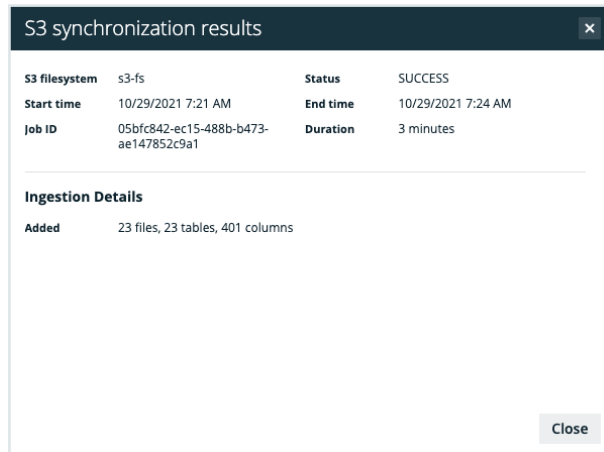 S3 synchronization results
S3 filesystem s3-fs Status SUCCESS
Start time 10/29/2021 7:21 AM End time 10/29/2021 7:24 AM
Job ID 05bfc842-ec15-488b-b473- Duration 3 minutes
ae147852c9a1
Ingestion Details
Added 23 files, 23 tables, 401 columns
Close